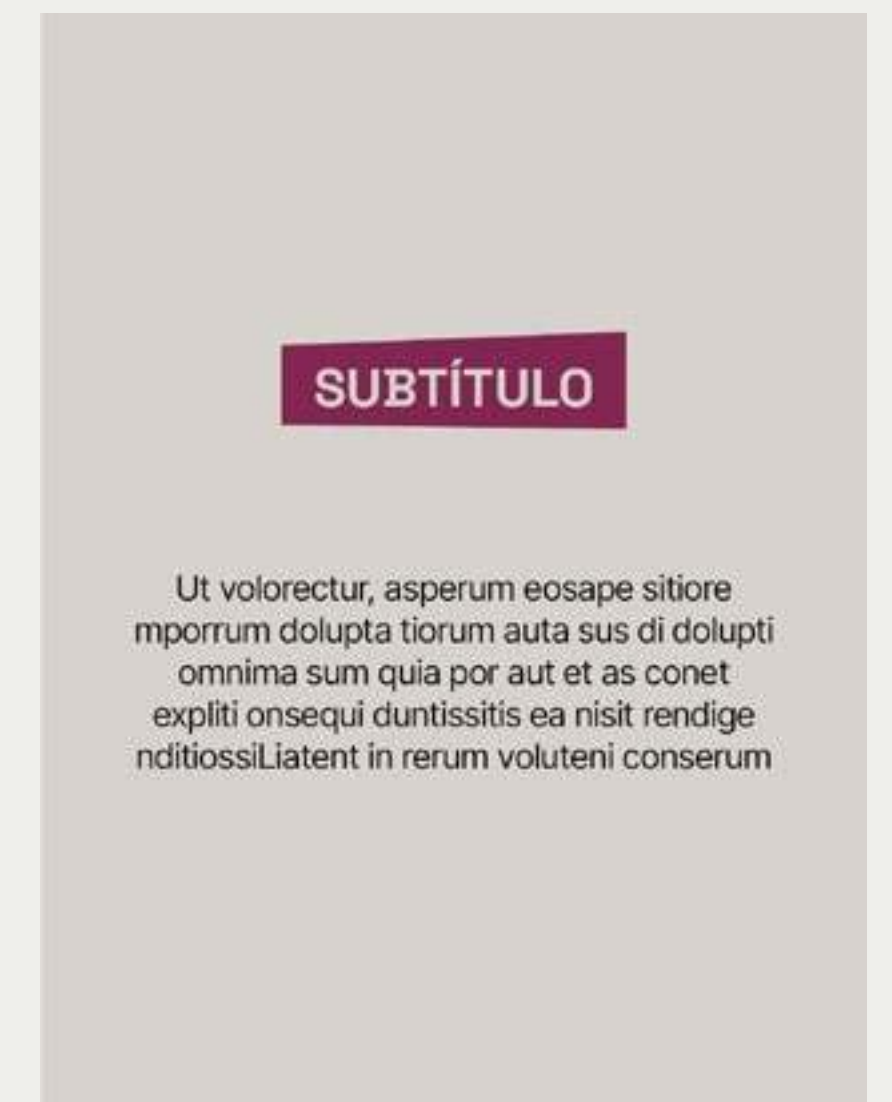 SUBTÍTULO
Ut volorectur, asperum eosape sitiore
mporrum dolupta tiorum auta sus di dolupti
omnima sum quia por aut et as conet
expliti onsequi duntissitis ea nisit rendige
nditiossiLiatent in rerum voluteni conserum